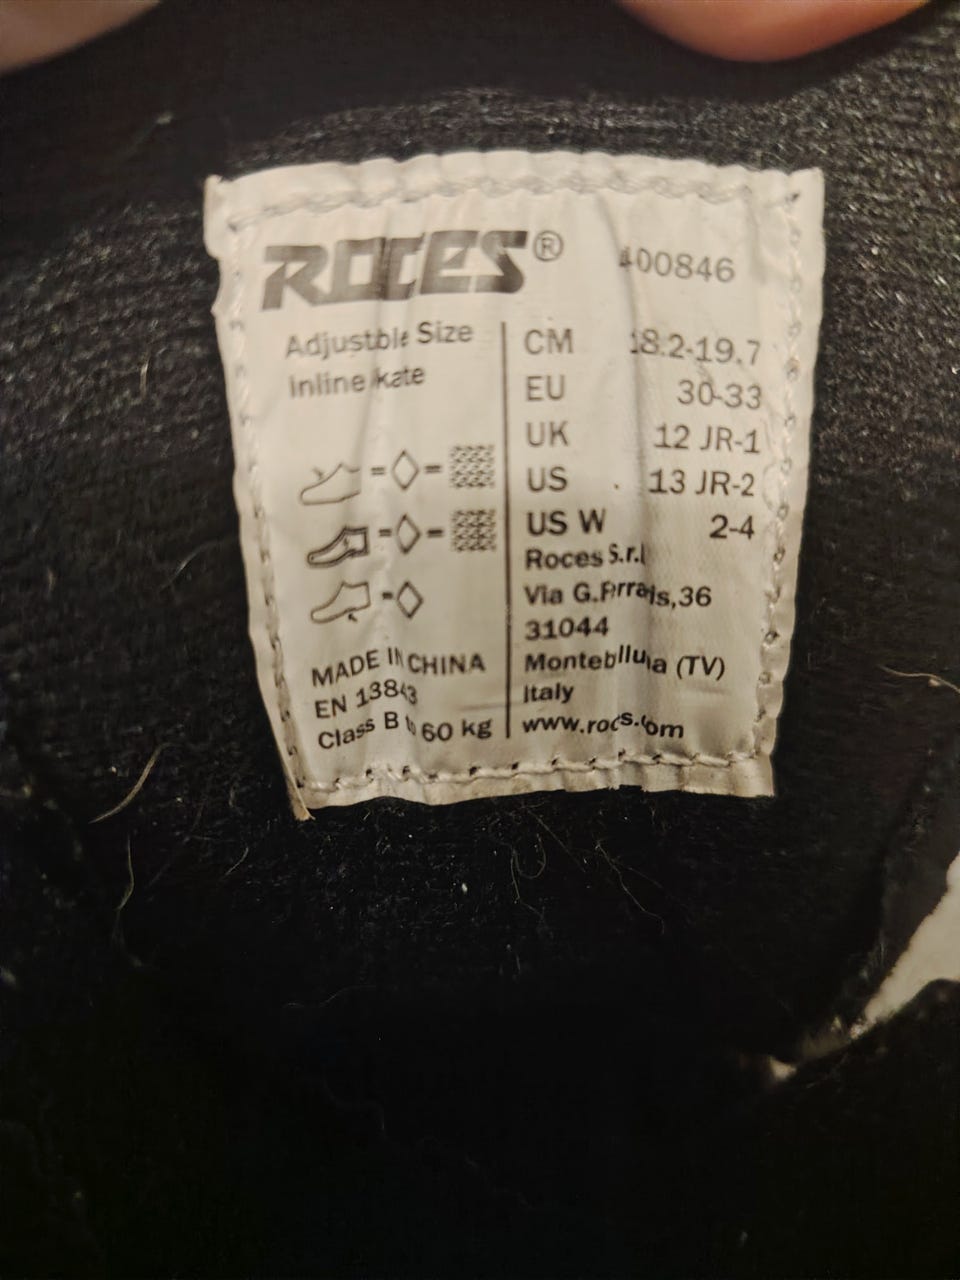 ROCES® 400846
Adjustble Size
Inline kate
CM 18.2-19.7
EU 30-33
UK 12 JR-1
US 13 JR-2
US W 2-4
Roces S.r.l
Via G.Ferraris,36
31044
Montebelluna (TV)
Italy
www.roces.com
= =
= =
=
MADE IN CHINA
EN 13843
Class B to 60 kg